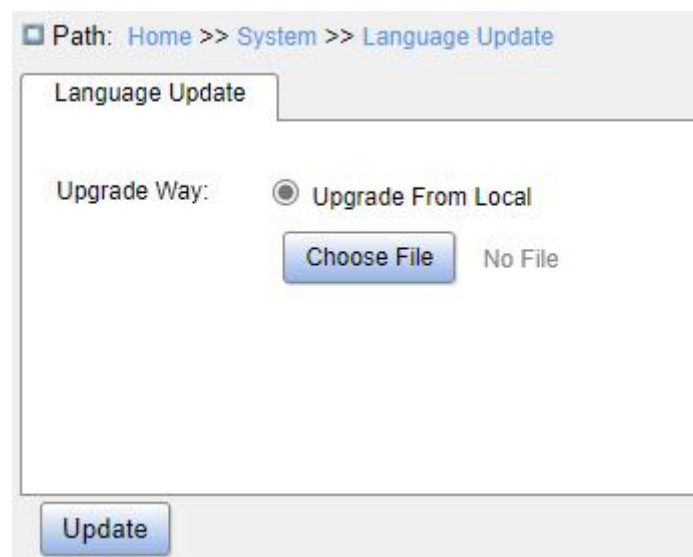 Path: Home >> System >> Language Update
Language Update
Upgrade Way: Upgrade From Local
Choose File No File
Update